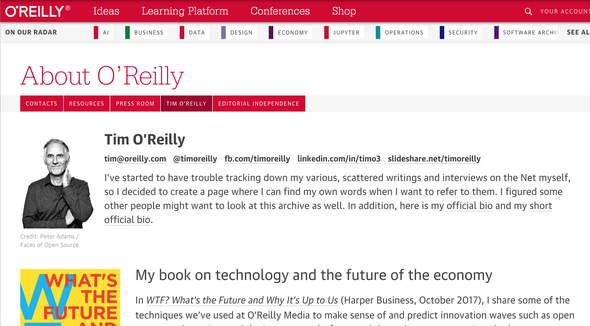 O'REILLY®
Ideas
Learning Platform
Conferences
Shop
YOUR ACCOUNT
ON OUR RADAR
AI
BUSINESS
DATA
DESIGN
ECONOMY
JUPYTER
OPERATIONS
SECURITY
SOFTWARE ARCHI
SEE AL
About O'Reilly
CONTACTS
RESOURCES
PRESS ROOM
TIM O'REILLY
EDITORIAL INDEPENDENCE
Tim O'Reilly
tim@oreilly.com @timoreilly fb.com/timoreilly linkedin.com/in/timo3 slideshare.net/timoreilly
I've started to have trouble tracking down my various, scattered writings and interviews on the Net myself,
so I decided to create a page where I can find my own words when I want to refer to them. I figured some
other people might want to look at this archive as well. In addition, here is my official bio and my short
official bio.
Credit: Peter Adams /
Faces of Open Source
WHAT'S
THE
FUTURE
AND
My book on technology and the future of the economy
In WTF? What's the Future and Why It's Up to Us (Harper Business, October 2017), I share some of the
techniques we've used at O'Reilly Media to make sense of and predict innovation waves such as open